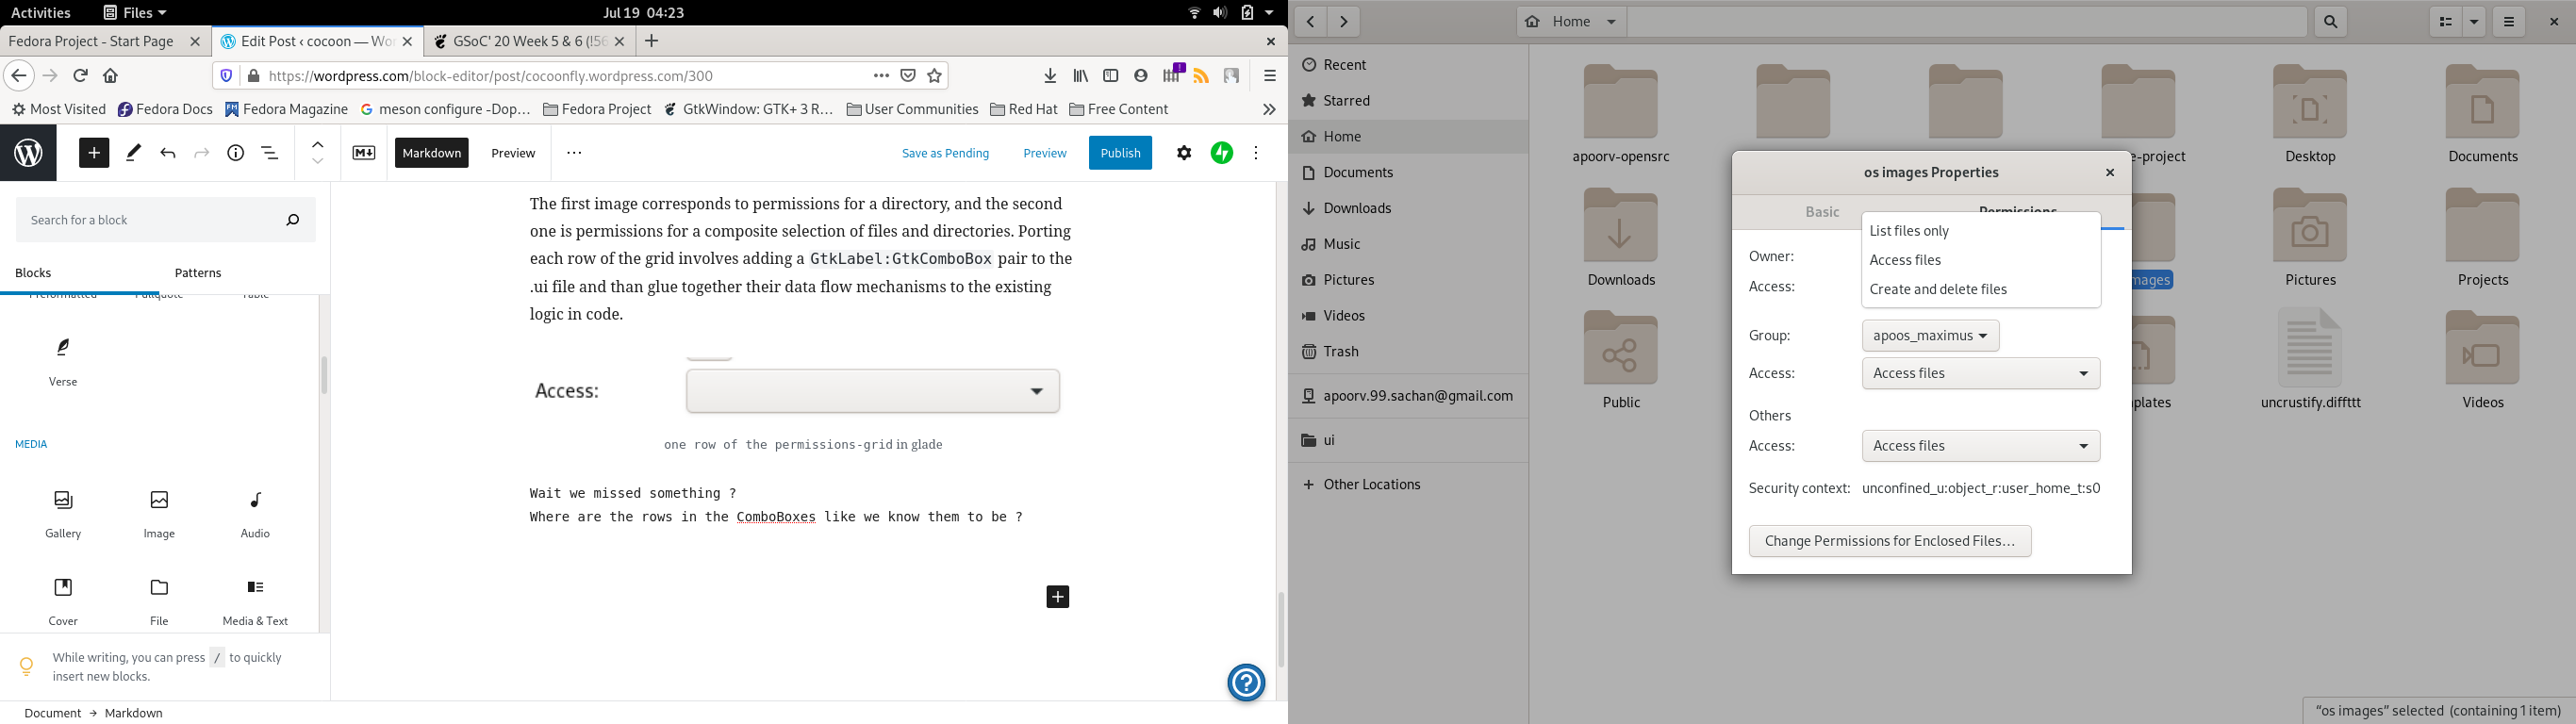 Activities
Files
Jul 19 04:23
Fedora Project - Start Page
Edit Post ‹ cocoon — Wor
GSoC' 20 Week 5 & 6 (!56
https://wordpress.com/block-editor/post/cocoonfly.wordpress.com/300
Most Visited
Fedora Docs
Fedora Magazine
meson configure -Dop…
Fedora Project
GtkWindow: GTK+ 3 R…
User Communities
Red Hat
Free Content
Markdown
Preview
Save as Pending
Preview
Publish
Search for a block
Blocks
Patterns
Preformatted
Pullquote
Table
Verse
MEDIA
Gallery
Image
Audio
Cover
File
Media & Text
While writing, you can press / to quickly
insert new blocks.
Document → Markdown
The first image corresponds to permissions for a directory, and the second
one is permissions for a composite selection of files and directories. Porting
each row of the grid involves adding a GtkLabel:GtkComboBox pair to the
.ui file and than glue together their data flow mechanisms to the existing
logic in code.
Access:
one row of the permissions-grid in glade
Wait we missed something ?
Where are the rows in the ComboBoxes like we know them to be ?
Home
Recent
Starred
Home
Documents
Downloads
Music
Pictures
Videos
Trash
apoorv.99.sachan@gmail.com
ui
Other Locations
apoorv-opensrc
e-project
Desktop
Documents
Downloads
mages
Pictures
Projects
Public
plates
uncrustify.diffttt
Videos
os images Properties
Basic
Permissions
Owner:
Access:
List files only
Access files
Create and delete files
Group:
apoos_maximus
Access:
Access files
Others
Access:
Access files
Security context:
unconfined_u:object_r:user_home_t:s0
Change Permissions for Enclosed Files…
“os images” selected (containing 1 item)